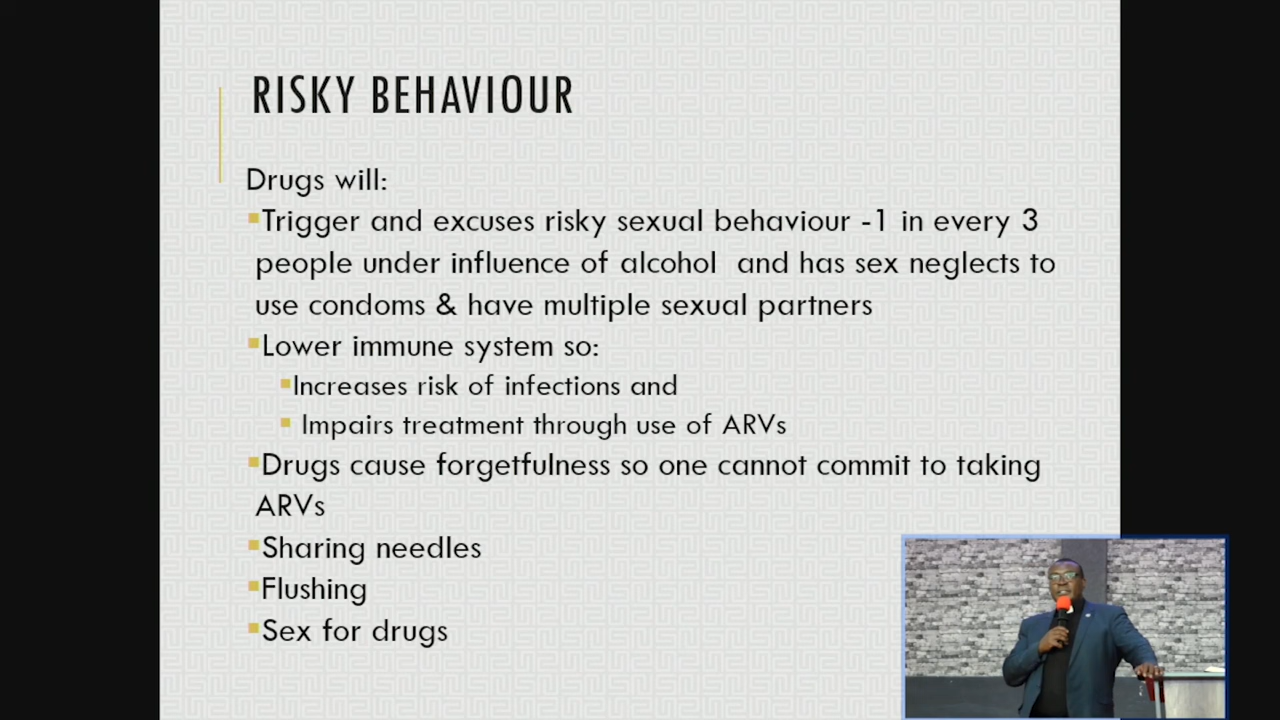 RISKY BEHAVIOUR
Drugs will:
▪Trigger and excuses risky sexual behaviour -1 in every 3
people under influence of alcohol  and has sex neglects to
use condoms & have multiple sexual partners
▪Lower immune system so:
▪Increases risk of infections and
▪ Impairs treatment through use of ARVs
▪Drugs cause forgetfulness so one cannot commit to taking
ARVs
▪Sharing needles
▪Flushing
▪Sex for drugs